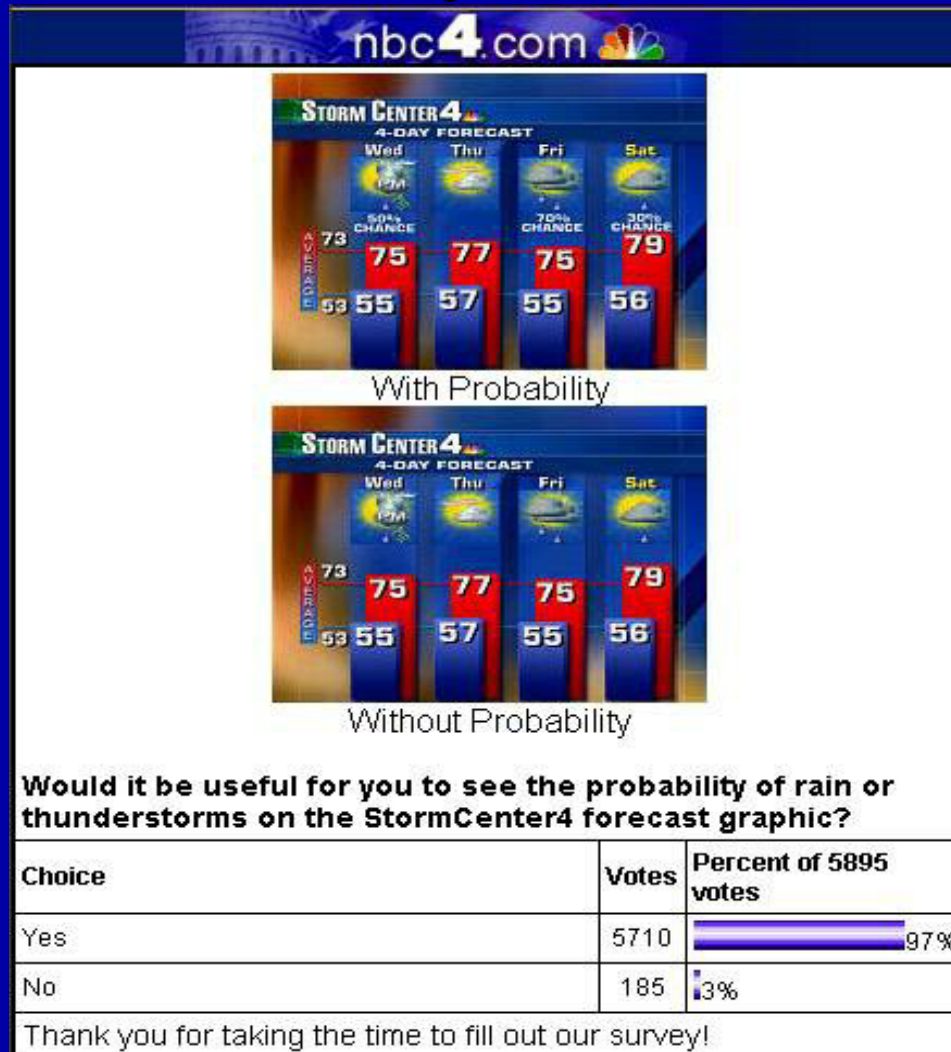 nbc4.com
STORM CENTER 4
4-DAY FORECAST
Wed Thu Fri Sat
PM
50% CHANCE 70% CHANCE 30% CHANCE
AVERAGE
73 75 77 75 79
53 55 57 55 56
With Probability
STORM CENTER 4
4-DAY FORECAST
Wed Thu Fri Sat
PM
AVERAGE
73 75 77 75 79
53 55 57 55 56
Without Probability
Would it be useful for you to see the probability of rain or
thunderstorms on the StormCenter4 forecast graphic?
Choice Votes Percent of 5895
votes
Yes 5710 97%
No 185 3%
Thank you for taking the time to fill out our survey!